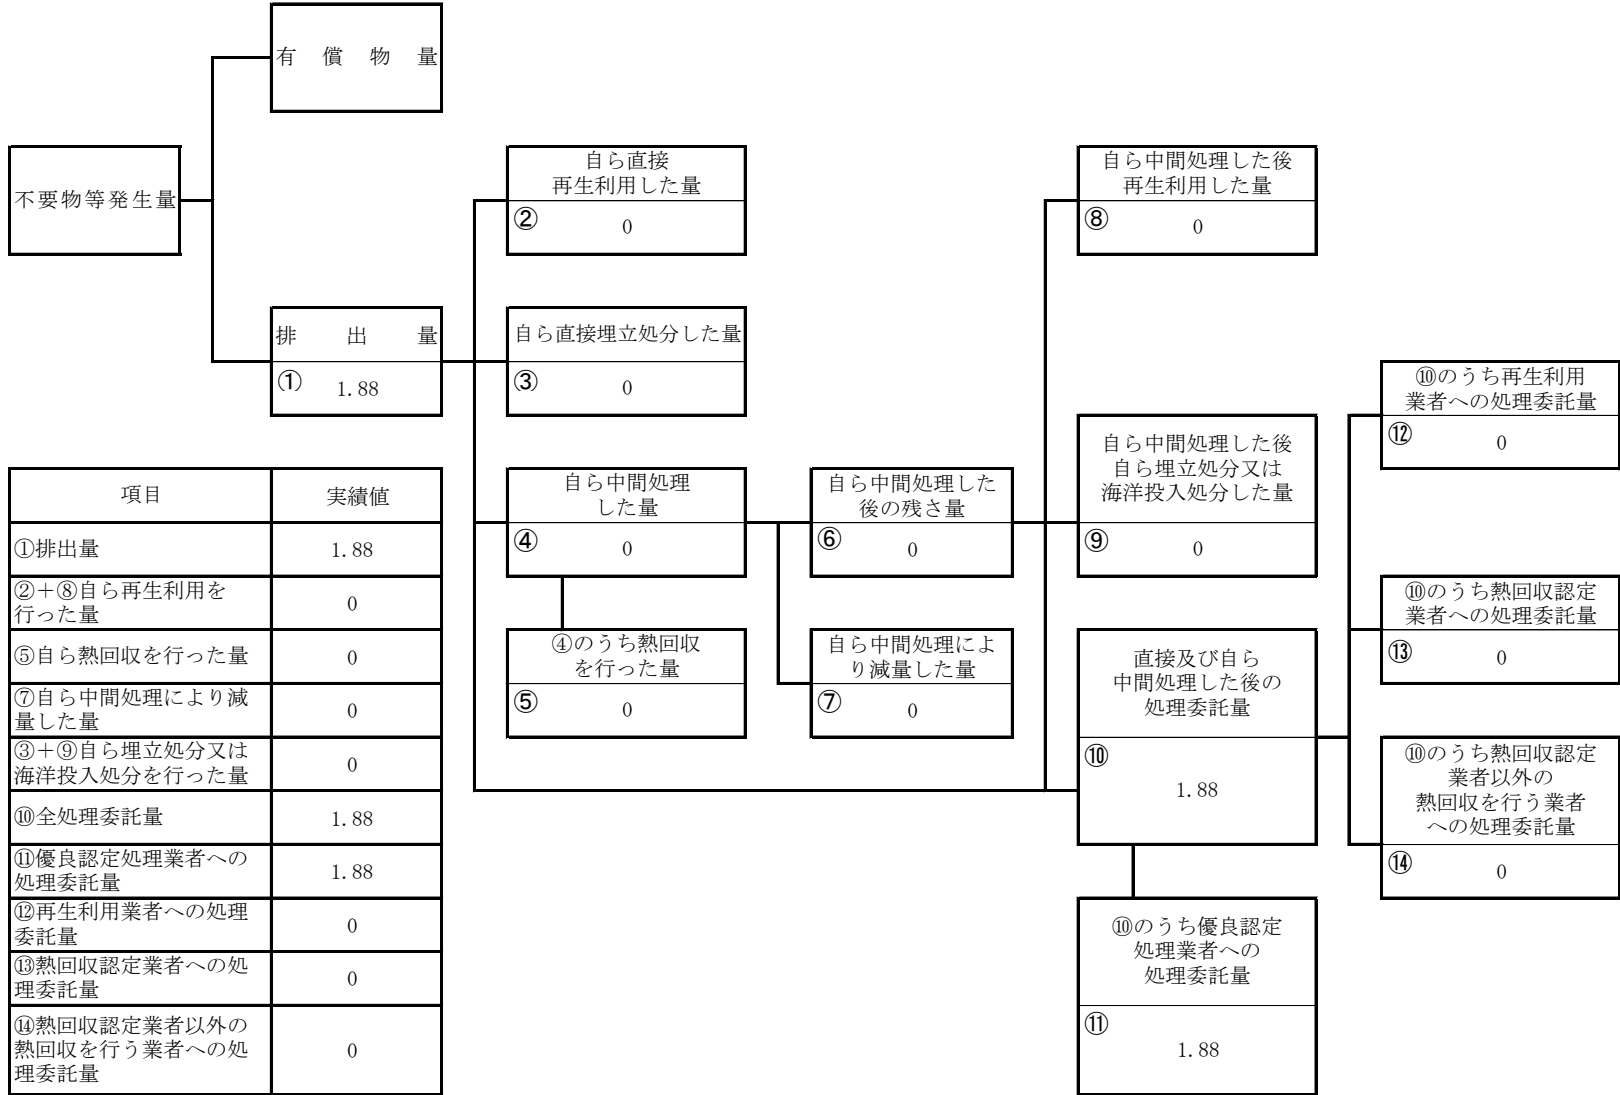 有償物量
不要物等発生量
排出量
① 1.88
自ら直接
再生利用した量
② 0
自ら直接埋立処分した量
③ 0
自ら中間処理
した量
④ 0
④のうち熱回収
を行った量
⑤ 0
自ら中間処理した
後の残さ量
⑥ 0
自ら中間処理によ
り減量した量
⑦ 0
自ら中間処理した後
再生利用した量
⑧ 0
自ら中間処理した後
自ら埋立処分又は
海洋投入処分した量
⑨ 0
直接及び自ら
中間処理した後の
処理委託量
⑩
1.88
⑩のうち優良認定
処理業者への
処理委託量
⑪
1.88
⑩のうち再生利用
業者への処理委託量
⑫ 0
⑩のうち熱回収認定
業者への処理委託量
⑬ 0
⑩のうち熱回収認定
業者以外の
熱回収を行う業者
への処理委託量
⑭ 0
項目 実績値
①排出量 1.88
②+⑧自ら再生利用を
行った量 0
⑤自ら熱回収を行った量 0
⑦自ら中間処理により減
量した量 0
③+⑨自ら埋立処分又は
海洋投入処分を行った量 0
⑩全処理委託量 1.88
⑪優良認定処理業者への
処理委託量 1.88
⑫再生利用業者への処理
委託量 0
⑬熱回収認定業者への処
理委託量 0
⑭熱回収認定業者以外の
熱回収を行う業者への処
理委託量 0